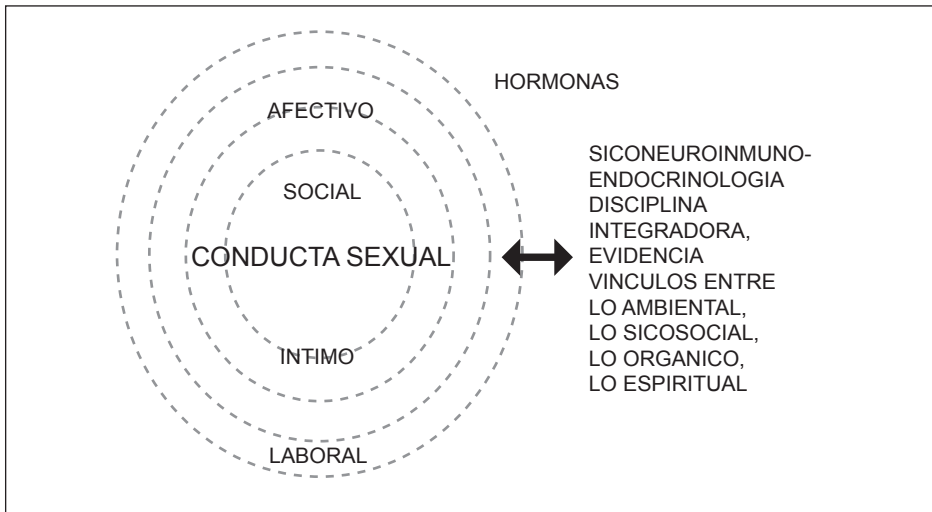 HORMONAS
AFECTIVO
SOCIAL
CONDUCTA SEXUAL
INTIMO
LABORAL
SICONEUROINMUNO-
ENDOCRINOLOGIA
DISCIPLINA
INTEGRADORA,
EVIDENCIA
VINCULOS ENTRE
LO AMBIENTAL,
LO SICOSOCIAL,
LO ORGANICO,
LO ESPIRITUAL